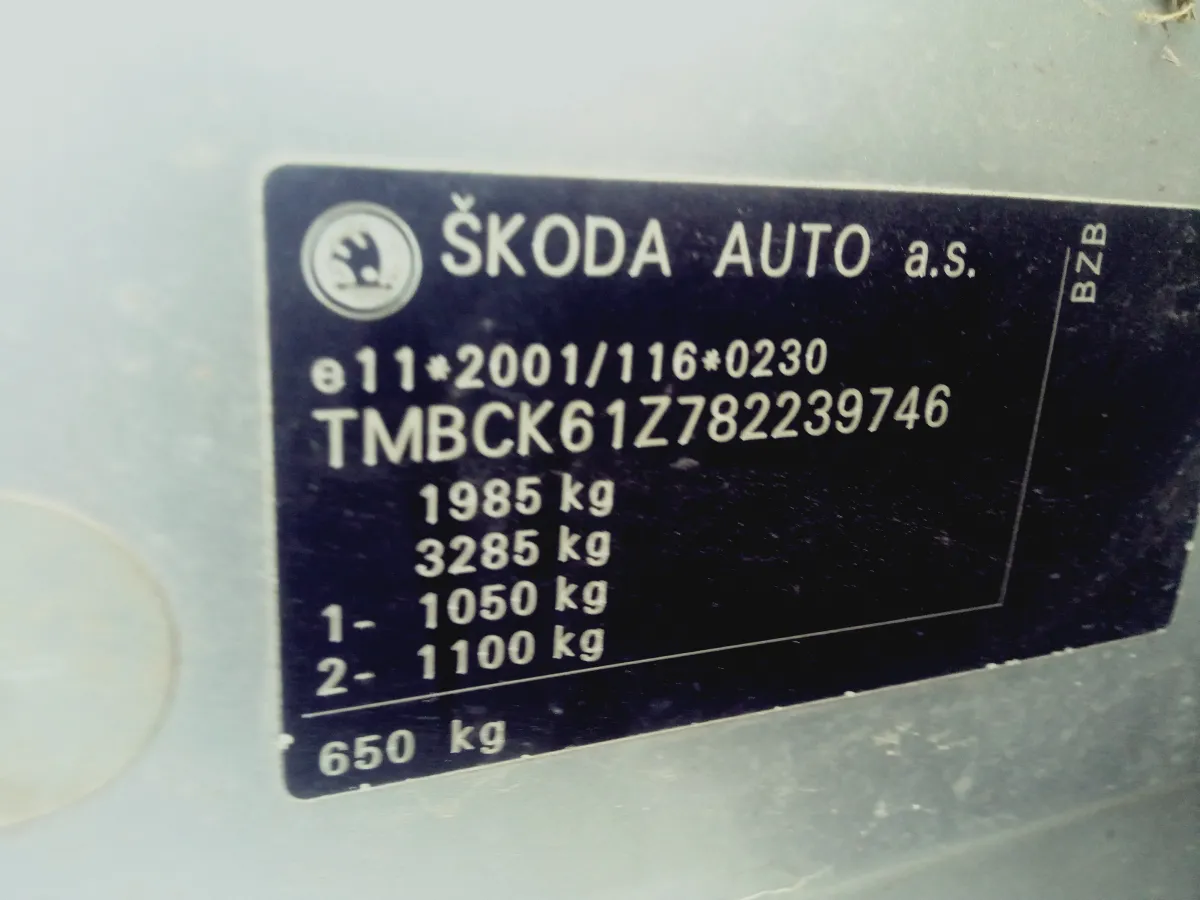 ŠKODA AUTO a.s.
BZB
e11*2001/116*0230
TMBCK61Z782239746
1985 kg
3285 kg
1- 1050 kg
2- 1100 kg
650 kg